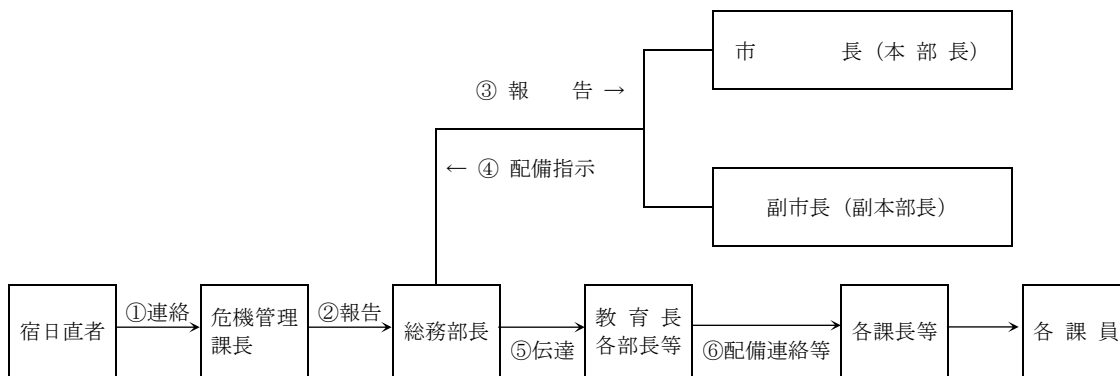 市　　　長（本 部 長）
③ 報　　告 →
← ④ 配備指示
副市長（副本部長）
宿日直者
①連絡
危機管理
課長
②報告
総務部長
⑤伝達
教 育 長
各部長等
⑥配備連絡等
各課長等
各 課 員